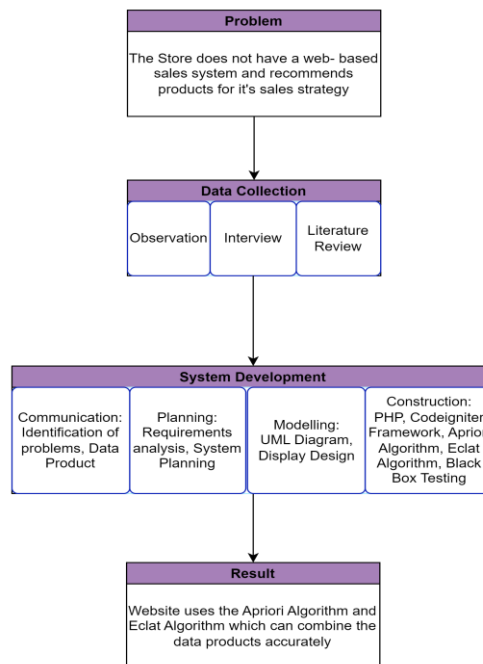 Problem
The Store does not have a web- based
sales system and recommends
products for it's sales strategy
Data Collection
Observation
Interview
Literature
Review
System Development
Communication:
Identification of
problems, Data
Product
Planning:
Requirements
analysis, System
Planning
Modelling:
UML Diagram,
Display Design
Construction:
PHP, Codeigniter
Framework, Apriori
Algorithm, Eclat
Algorithm, Black
Box Testing
Result
Website uses the Apriori Algorithm and
Eclat Algorithm which can combine the
data products accurately